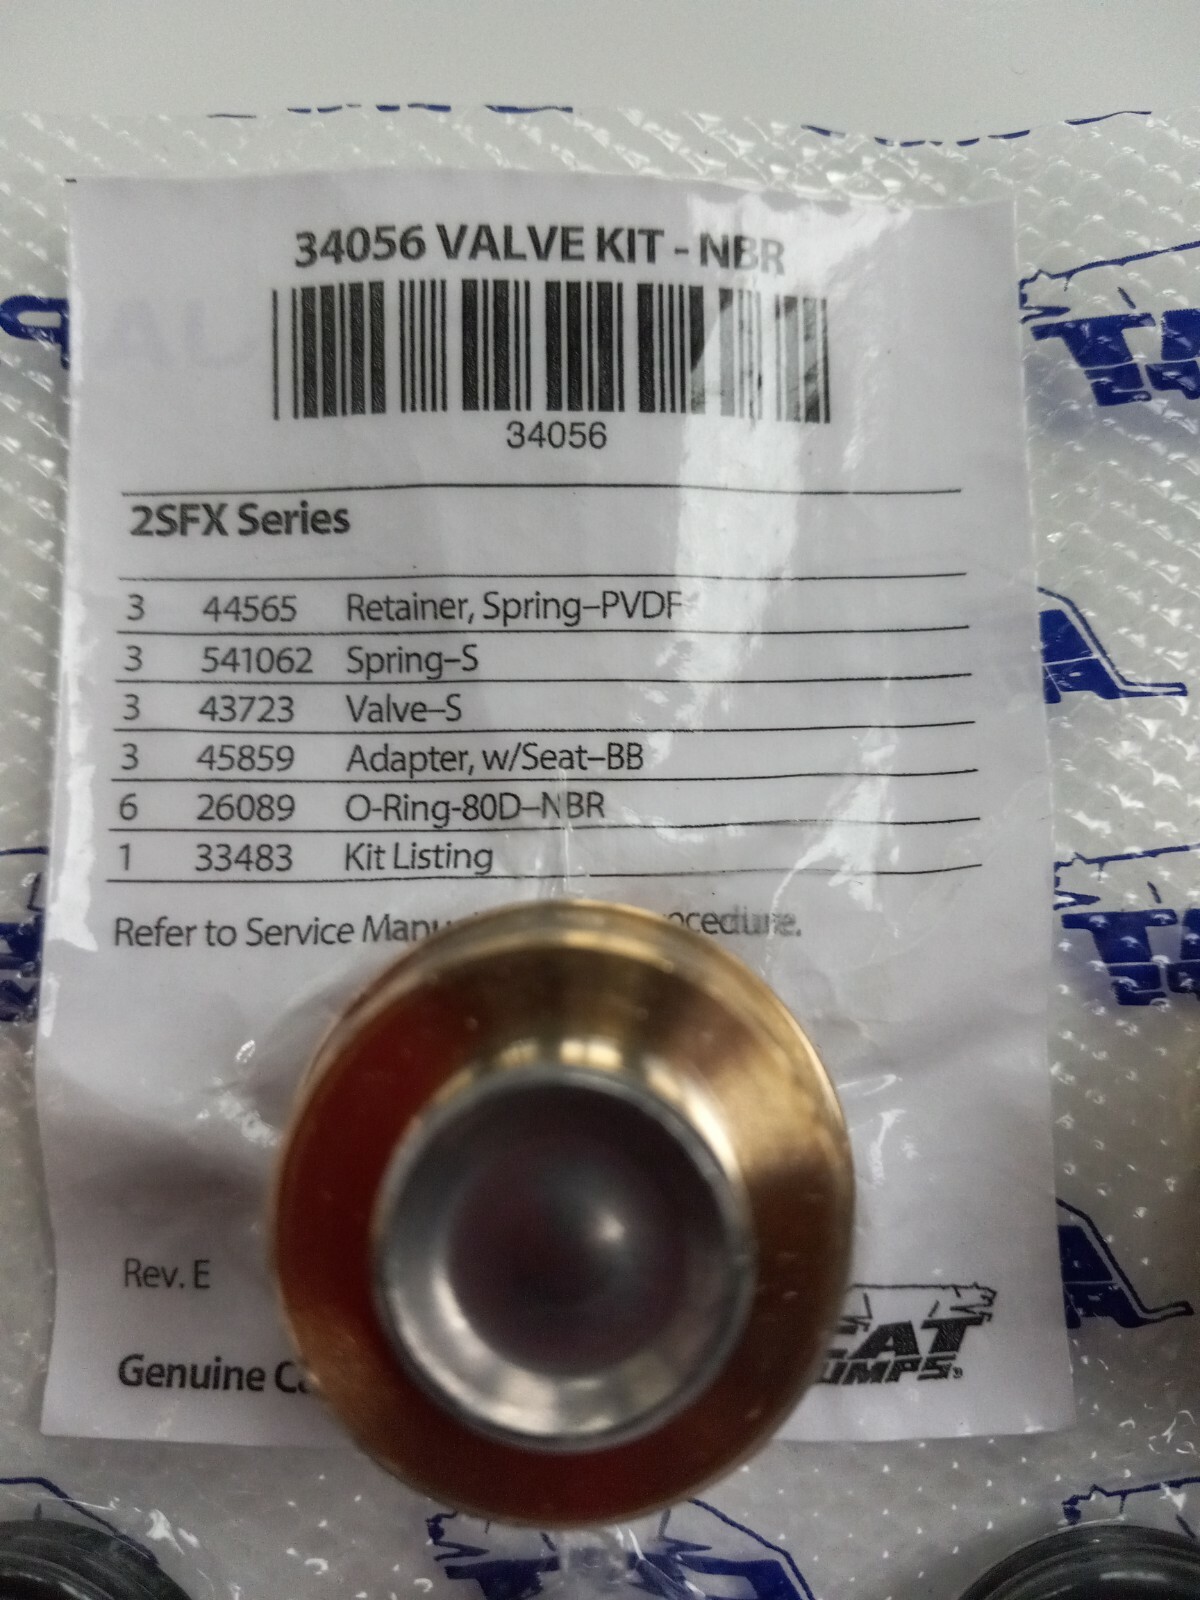 34056 VALVE KIT - NBR
34056
2SFX Series
3 44565 Retainer, Spring–PVDF
3 541062 Spring–S
3 43723 Valve–S
3 45859 Adapter, w/Seat–BB
6 26089 O-Ring-80D–NBR
1 33483 Kit Listing
Refer to Service
Rev. E
Genuine
CAT
PUMPS®